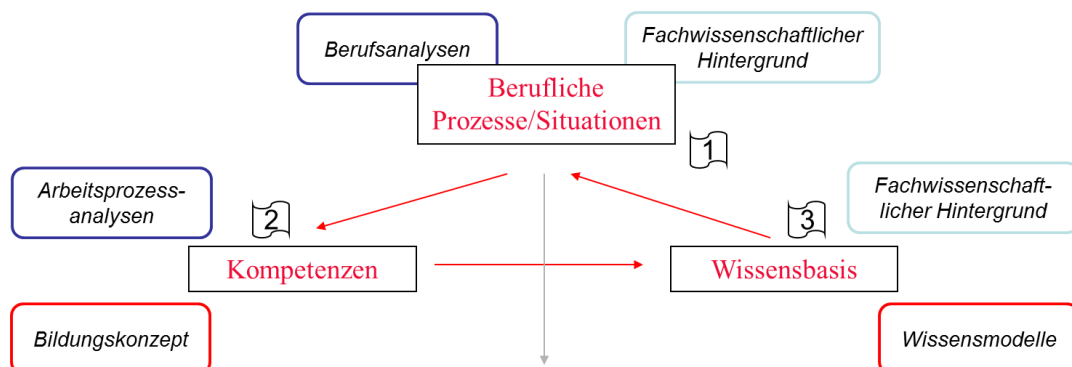 Berufsanalysen
Fachwissenschaftlicher
Hintergrund
Berufliche
Prozesse/Situationen
1
Arbeitsprozess-
analysen
2
Kompetenzen
Bildungskonzept
Fachwissenschaft-
licher Hintergrund
3
Wissensbasis
Wissensmodelle